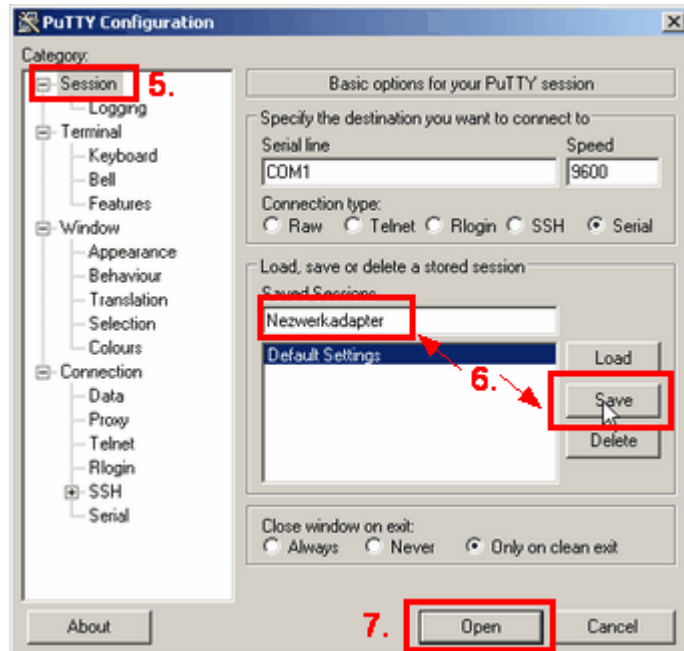 PuTTY Configuration
Category:
Session
5.
Logging
Terminal
Keyboard
Bell
Features
Window
Appearance
Behaviour
Translation
Selection
Colours
Connection
Data
Proxy
Telnet
Rlogin
SSH
Serial
Basic options for your PuTTY session
Specify the destination you want to connect to
Serial line Speed
COM1 9600
Connection type:
Raw Telnet Rlogin SSH Serial
Load, save or delete a stored session
Saved Sessions
Nezwerkadapter
Default Settings
Load
6.
Save
Delete
Close window on exit:
Always Never Only on clean exit
About
7.
Open Cancel